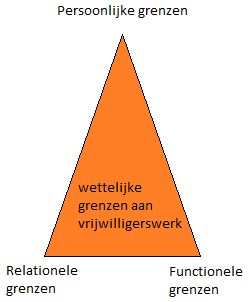 Persoonlijke grenzen
wettelijke
grenzen aan
vrijwilligerswerk
Relationele
grenzen
Functionele
grenzen